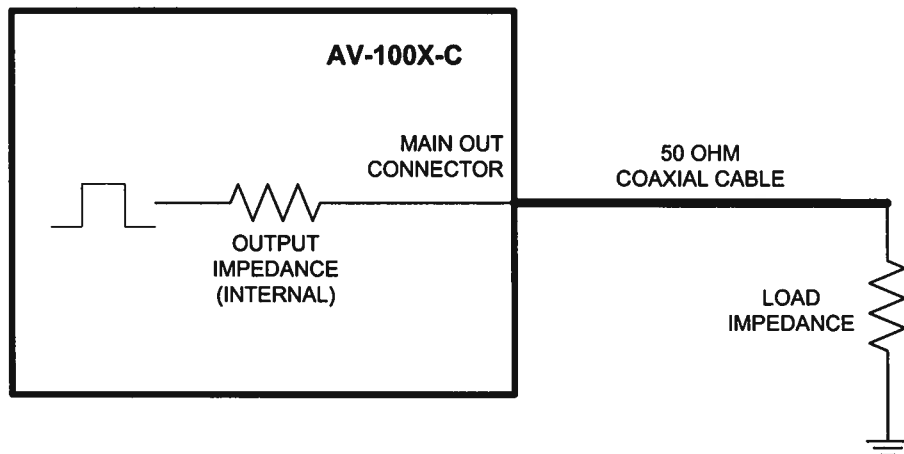 AV-100X-C
MAIN OUT
CONNECTOR
50 OHM
COAXIAL CABLE
OUTPUT
IMPEDANCE
(INTERNAL)
LOAD
IMPEDANCE